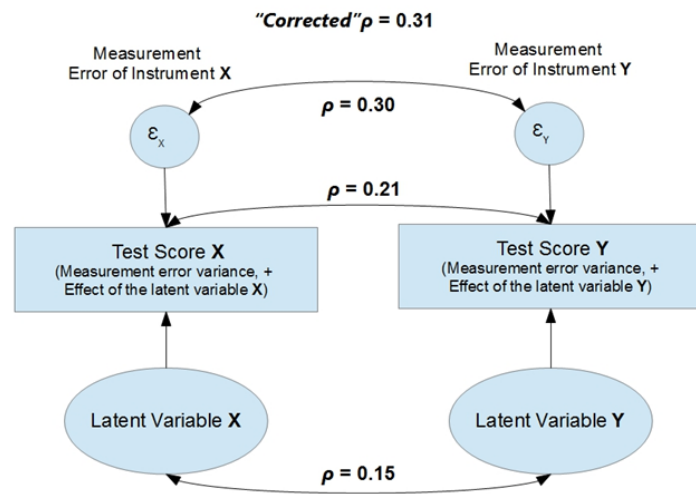 "Corrected"ρ = 0.31
Measurement
Error of Instrument X
Measurement
Error of Instrument Y
ρ = 0.30
εX
εY
ρ = 0.21
Test Score X
(Measurement error variance, +
Effect of the latent variable X)
Test Score Y
(Measurement error variance, +
Effect of the latent variable Y)
Latent Variable X
Latent Variable Y
ρ = 0.15